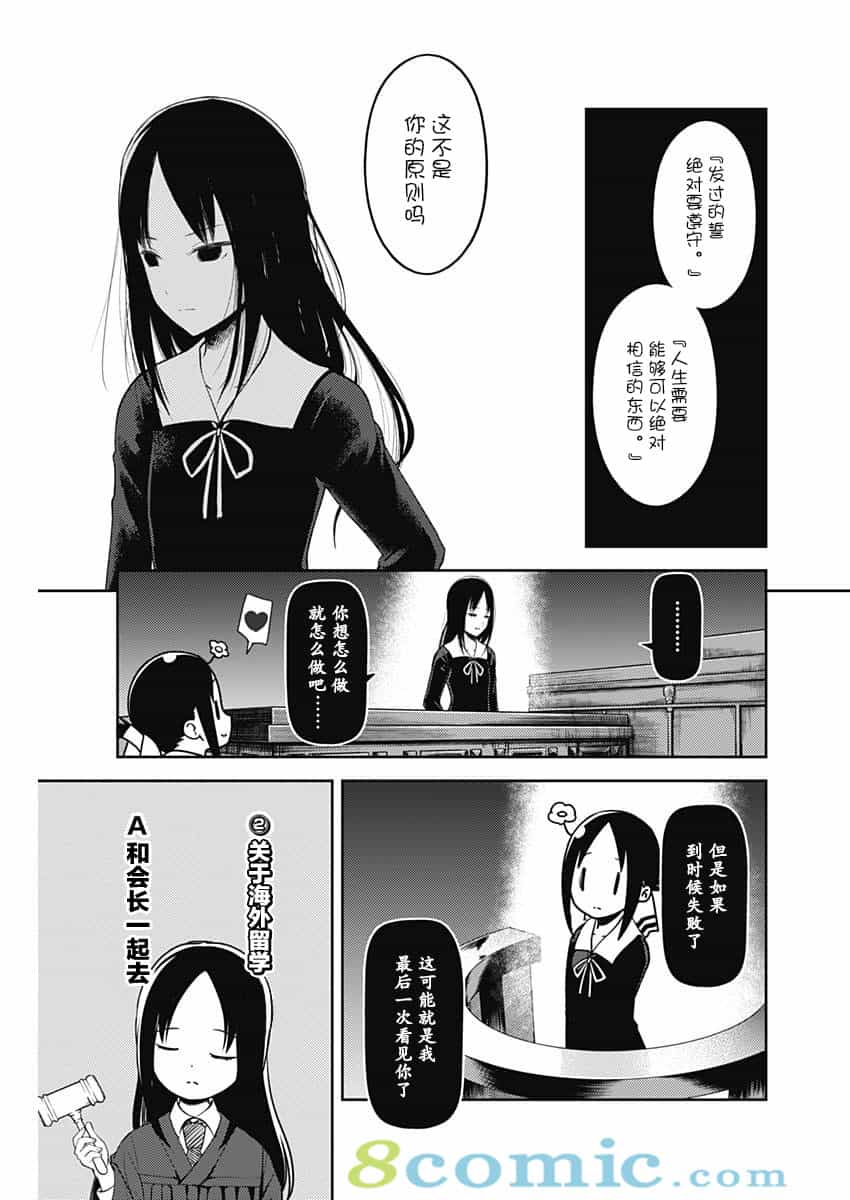 『发过的誓
绝对要遵守。』
『人生需要
能够可以绝对
相信的东西。』
这不是
你的原则吗
………
你想怎么做
就怎么做吧……
但是如果
到时候失败了
这可能就是我
最后一次看见你了
❷关于海外留学
A和会长一起去
8comic.com